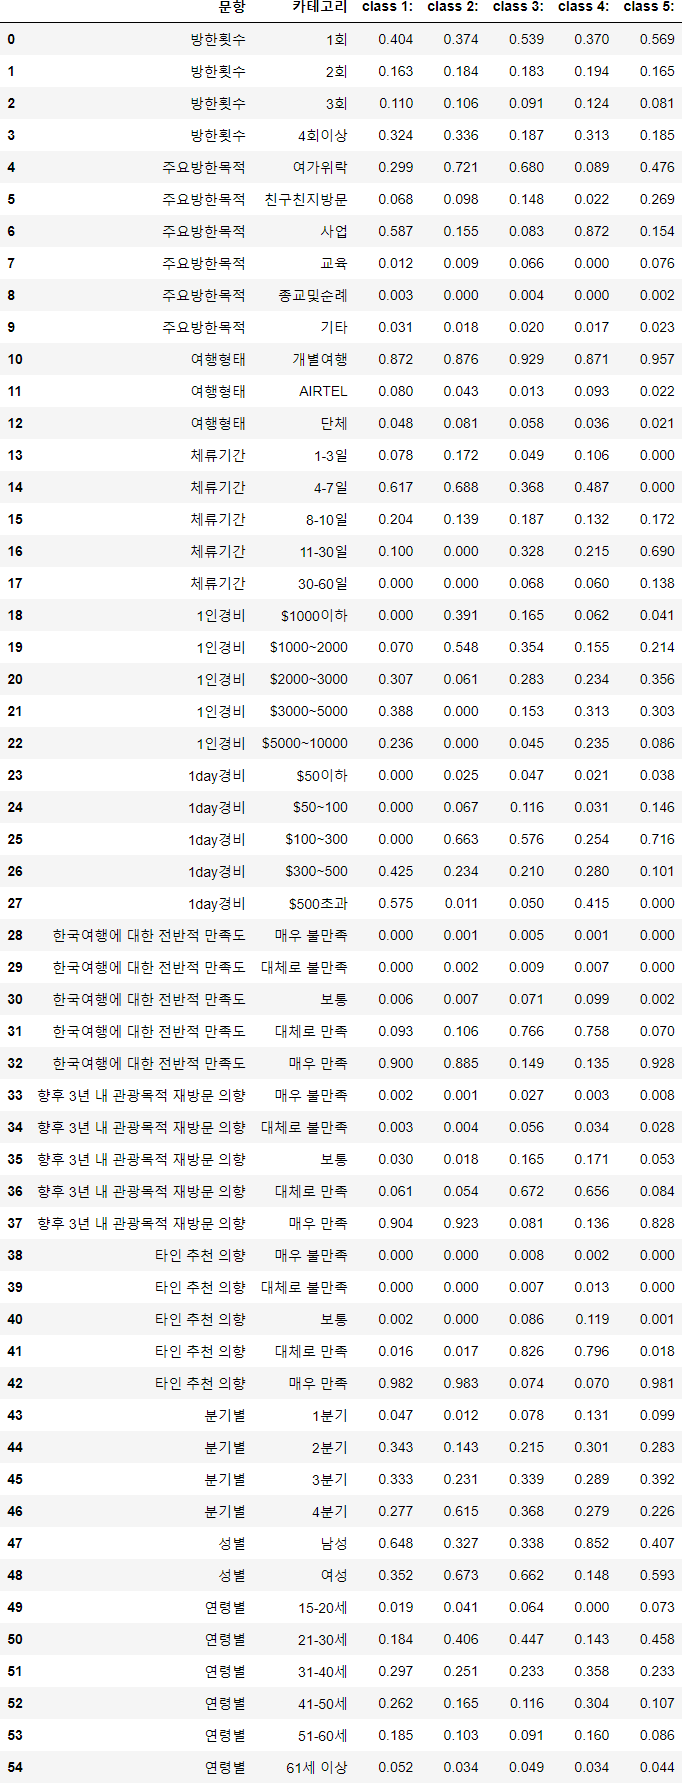 문항 카테고리 class 1: class 2: class 3: class 4: class 5:
0 방한횟수 1회 0.404 0.374 0.539 0.370 0.569
1 방한횟수 2회 0.163 0.184 0.183 0.194 0.165
2 방한횟수 3회 0.110 0.106 0.091 0.124 0.081
3 방한횟수 4회이상 0.324 0.336 0.187 0.313 0.185
4 주요방한목적 여가위락 0.299 0.721 0.680 0.089 0.476
5 주요방한목적 친구친지방문 0.068 0.098 0.148 0.022 0.269
6 주요방한목적 사업 0.587 0.155 0.083 0.872 0.154
7 주요방한목적 교육 0.012 0.009 0.066 0.000 0.076
8 주요방한목적 종교및순례 0.003 0.000 0.004 0.000 0.002
9 주요방한목적 기타 0.031 0.018 0.020 0.017 0.023
10 여행형태 개별여행 0.872 0.876 0.929 0.871 0.957
11 여행형태 AIRTEL 0.080 0.043 0.013 0.093 0.022
12 여행형태 단체 0.048 0.081 0.058 0.036 0.021
13 체류기간 1-3일 0.078 0.172 0.049 0.106 0.000
14 체류기간 4-7일 0.617 0.688 0.368 0.487 0.000
15 체류기간 8-10일 0.204 0.139 0.187 0.132 0.172
16 체류기간 11-30일 0.100 0.000 0.328 0.215 0.690
17 체류기간 30-60일 0.000 0.000 0.068 0.060 0.138
18 1인경비 $1000이하 0.000 0.391 0.165 0.062 0.041
19 1인경비 $1000~2000 0.070 0.548 0.354 0.155 0.214
20 1인경비 $2000~3000 0.307 0.061 0.283 0.234 0.356
21 1인경비 $3000~5000 0.388 0.000 0.153 0.313 0.303
22 1인경비 $5000~10000 0.236 0.000 0.045 0.235 0.086
23 1day경비 $50이하 0.000 0.025 0.047 0.021 0.038
24 1day경비 $50~100 0.000 0.067 0.116 0.031 0.146
25 1day경비 $100~300 0.000 0.663 0.576 0.254 0.716
26 1day경비 $300~500 0.425 0.234 0.210 0.280 0.101
27 1day경비 $500초과 0.575 0.011 0.050 0.415 0.000
28 한국여행에 대한 전반적 만족도 매우 불만족 0.000 0.001 0.005 0.001 0.000
29 한국여행에 대한 전반적 만족도 대체로 불만족 0.000 0.002 0.009 0.007 0.000
30 한국여행에 대한 전반적 만족도 보통 0.006 0.007 0.071 0.099 0.002
31 한국여행에 대한 전반적 만족도 대체로 만족 0.093 0.106 0.766 0.758 0.070
32 한국여행에 대한 전반적 만족도 매우 만족 0.900 0.885 0.149 0.135 0.928
33 향후 3년 내 관광목적 재방문 의향 매우 불만족 0.002 0.001 0.027 0.003 0.008
34 향후 3년 내 관광목적 재방문 의향 대체로 불만족 0.003 0.004 0.056 0.034 0.028
35 향후 3년 내 관광목적 재방문 의향 보통 0.030 0.018 0.165 0.171 0.053
36 향후 3년 내 관광목적 재방문 의향 대체로 만족 0.061 0.054 0.672 0.656 0.084
37 향후 3년 내 관광목적 재방문 의향 매우 만족 0.904 0.923 0.081 0.136 0.828
38 타인 추천 의향 매우 불만족 0.000 0.000 0.008 0.002 0.000
39 타인 추천 의향 대체로 불만족 0.000 0.000 0.007 0.013 0.000
40 타인 추천 의향 보통 0.002 0.000 0.086 0.119 0.001
41 타인 추천 의향 대체로 만족 0.016 0.017 0.826 0.796 0.018
42 타인 추천 의향 매우 만족 0.982 0.983 0.074 0.070 0.981
43 분기별 1분기 0.047 0.012 0.078 0.131 0.099
44 분기별 2분기 0.343 0.143 0.215 0.301 0.283
45 분기별 3분기 0.333 0.231 0.339 0.289 0.392
46 분기별 4분기 0.277 0.615 0.368 0.279 0.226
47 성별 남성 0.648 0.327 0.338 0.852 0.407
48 성별 여성 0.352 0.673 0.662 0.148 0.593
49 연령별 15-20세 0.019 0.041 0.064 0.000 0.073
50 연령별 21-30세 0.184 0.406 0.447 0.143 0.458
51 연령별 31-40세 0.297 0.251 0.233 0.358 0.233
52 연령별 41-50세 0.262 0.165 0.116 0.304 0.107
53 연령별 51-60세 0.185 0.103 0.091 0.160 0.086
54 연령별 61세 이상 0.052 0.034 0.049 0.034 0.044